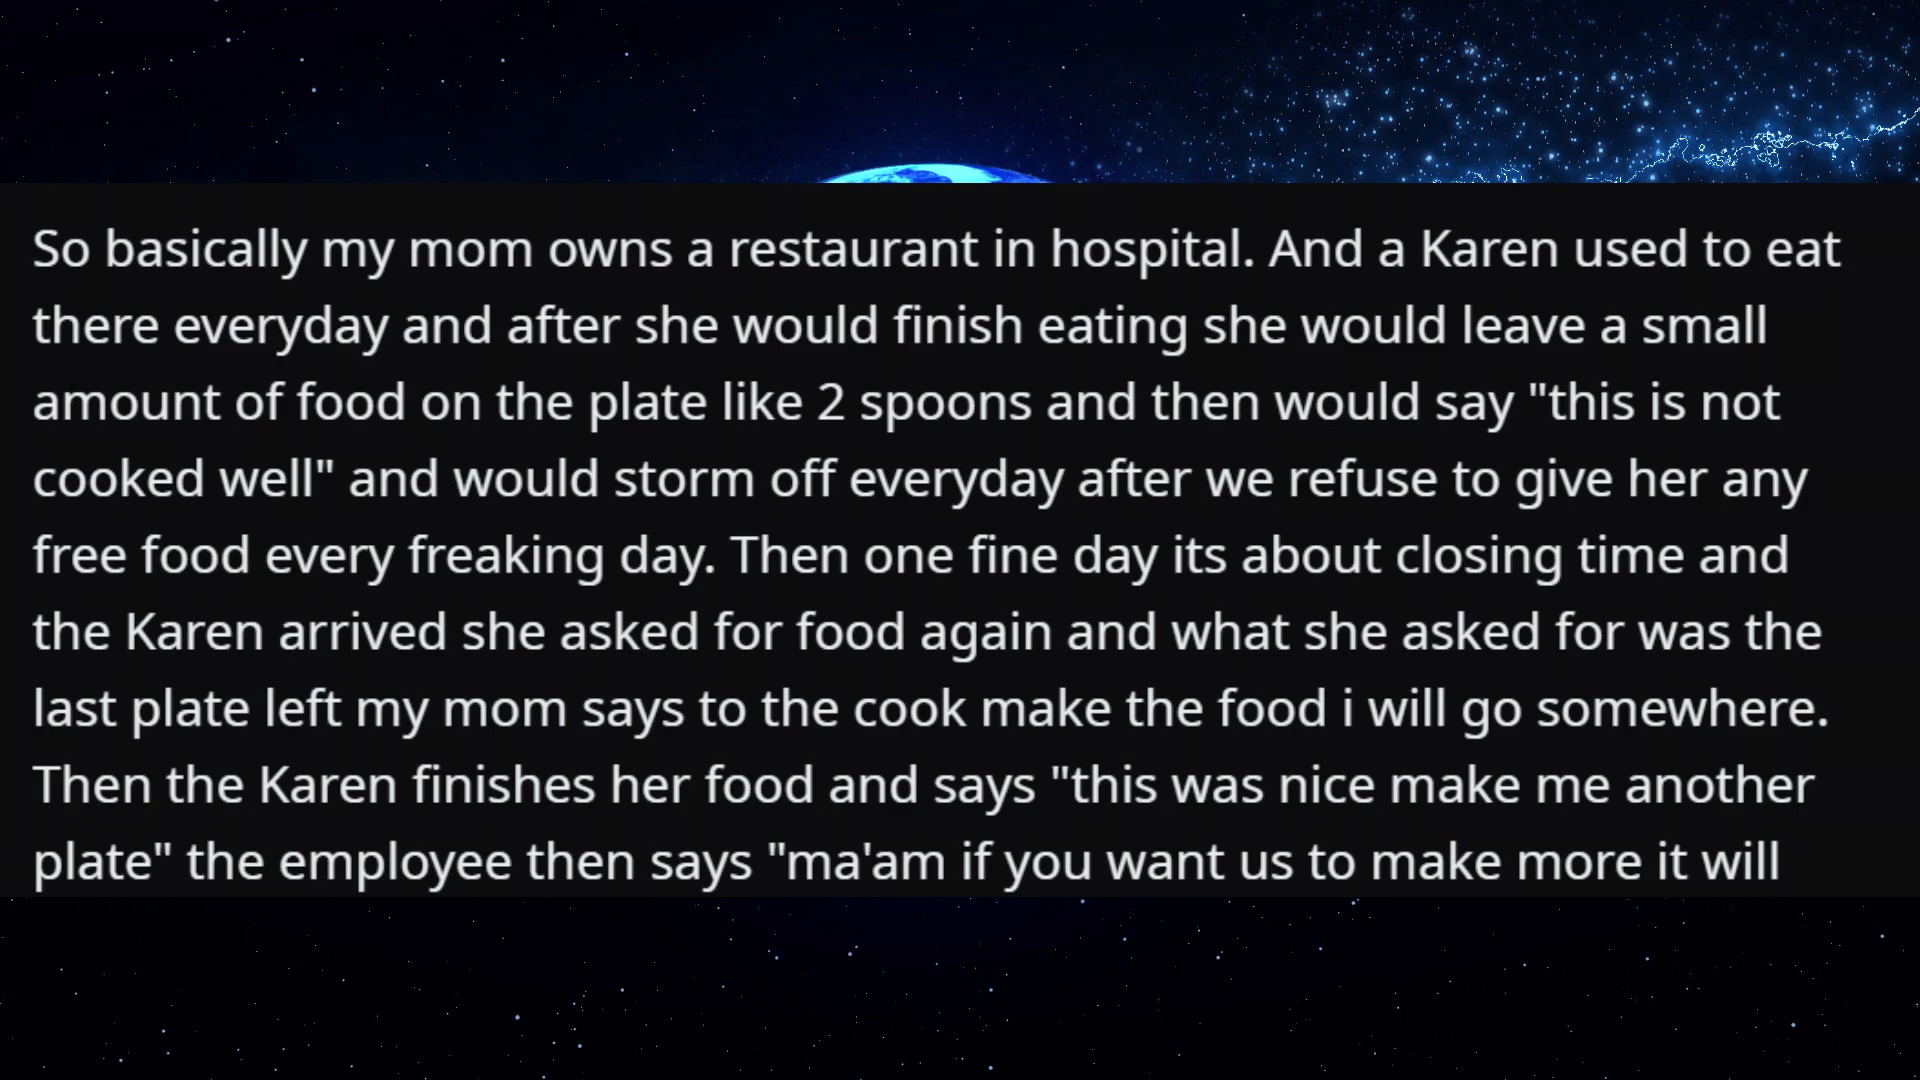 So basically my mom owns a restaurant in hospital. And a Karen used to eat
there everyday and after she would finish eating she would leave a small
amount of food on the plate like 2 spoons and then would say "this is not
cooked well" and would storm off everyday after we refuse to give her any
free food every freaking day. Then one fine day its about closing time and
the Karen arrived she asked for food again and what she asked for was the
last plate left my mom says to the cook make the food i will go somewhere.
Then the Karen finishes her food and says "this was nice make me another
plate" the employee then says "ma'am if you want us to make more it will